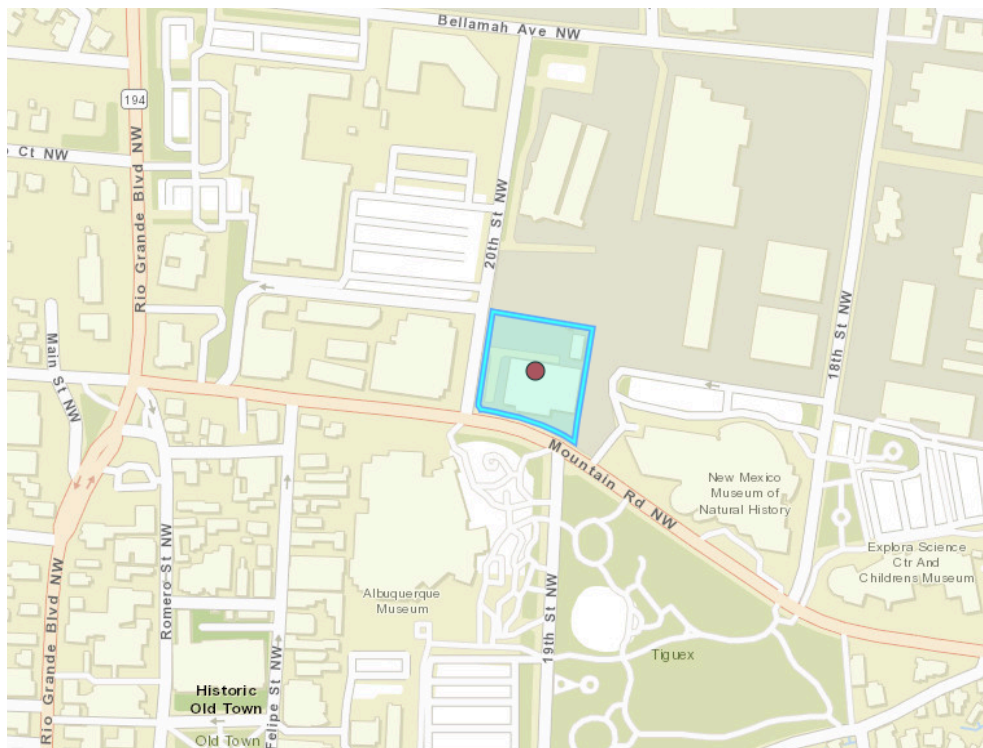 Bellamah Ave NW
194
o Ct NW
Rio Grande Blvd NW
20th St NW
Main St NW
18th St NW
Mountain Rd NW
New Mexico
Museum of
Natural History
Explora Science
Ctr And
Childrens Museum
Albuquerque
Museum
Romero St NW
19th St NW
Tiguex
Rio Grande Blvd NW
Felipe St NW
Historic
Old Town
Old Town